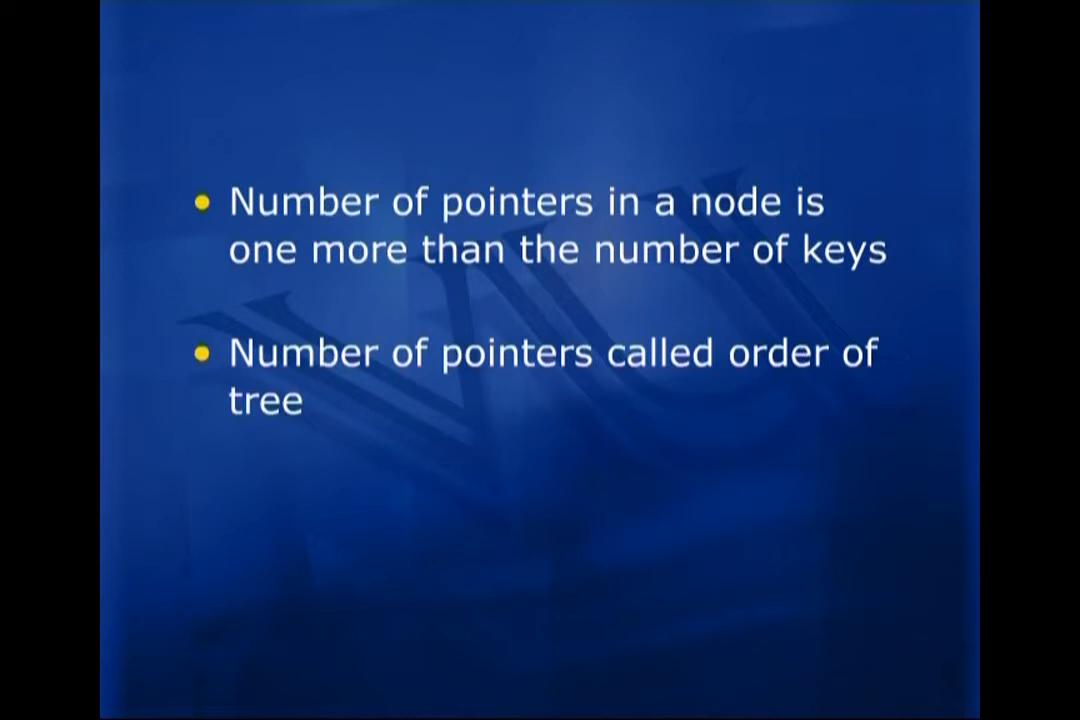 Number of pointers in a node is
one more than the number of keys
Number of pointers called order of
tree
VU